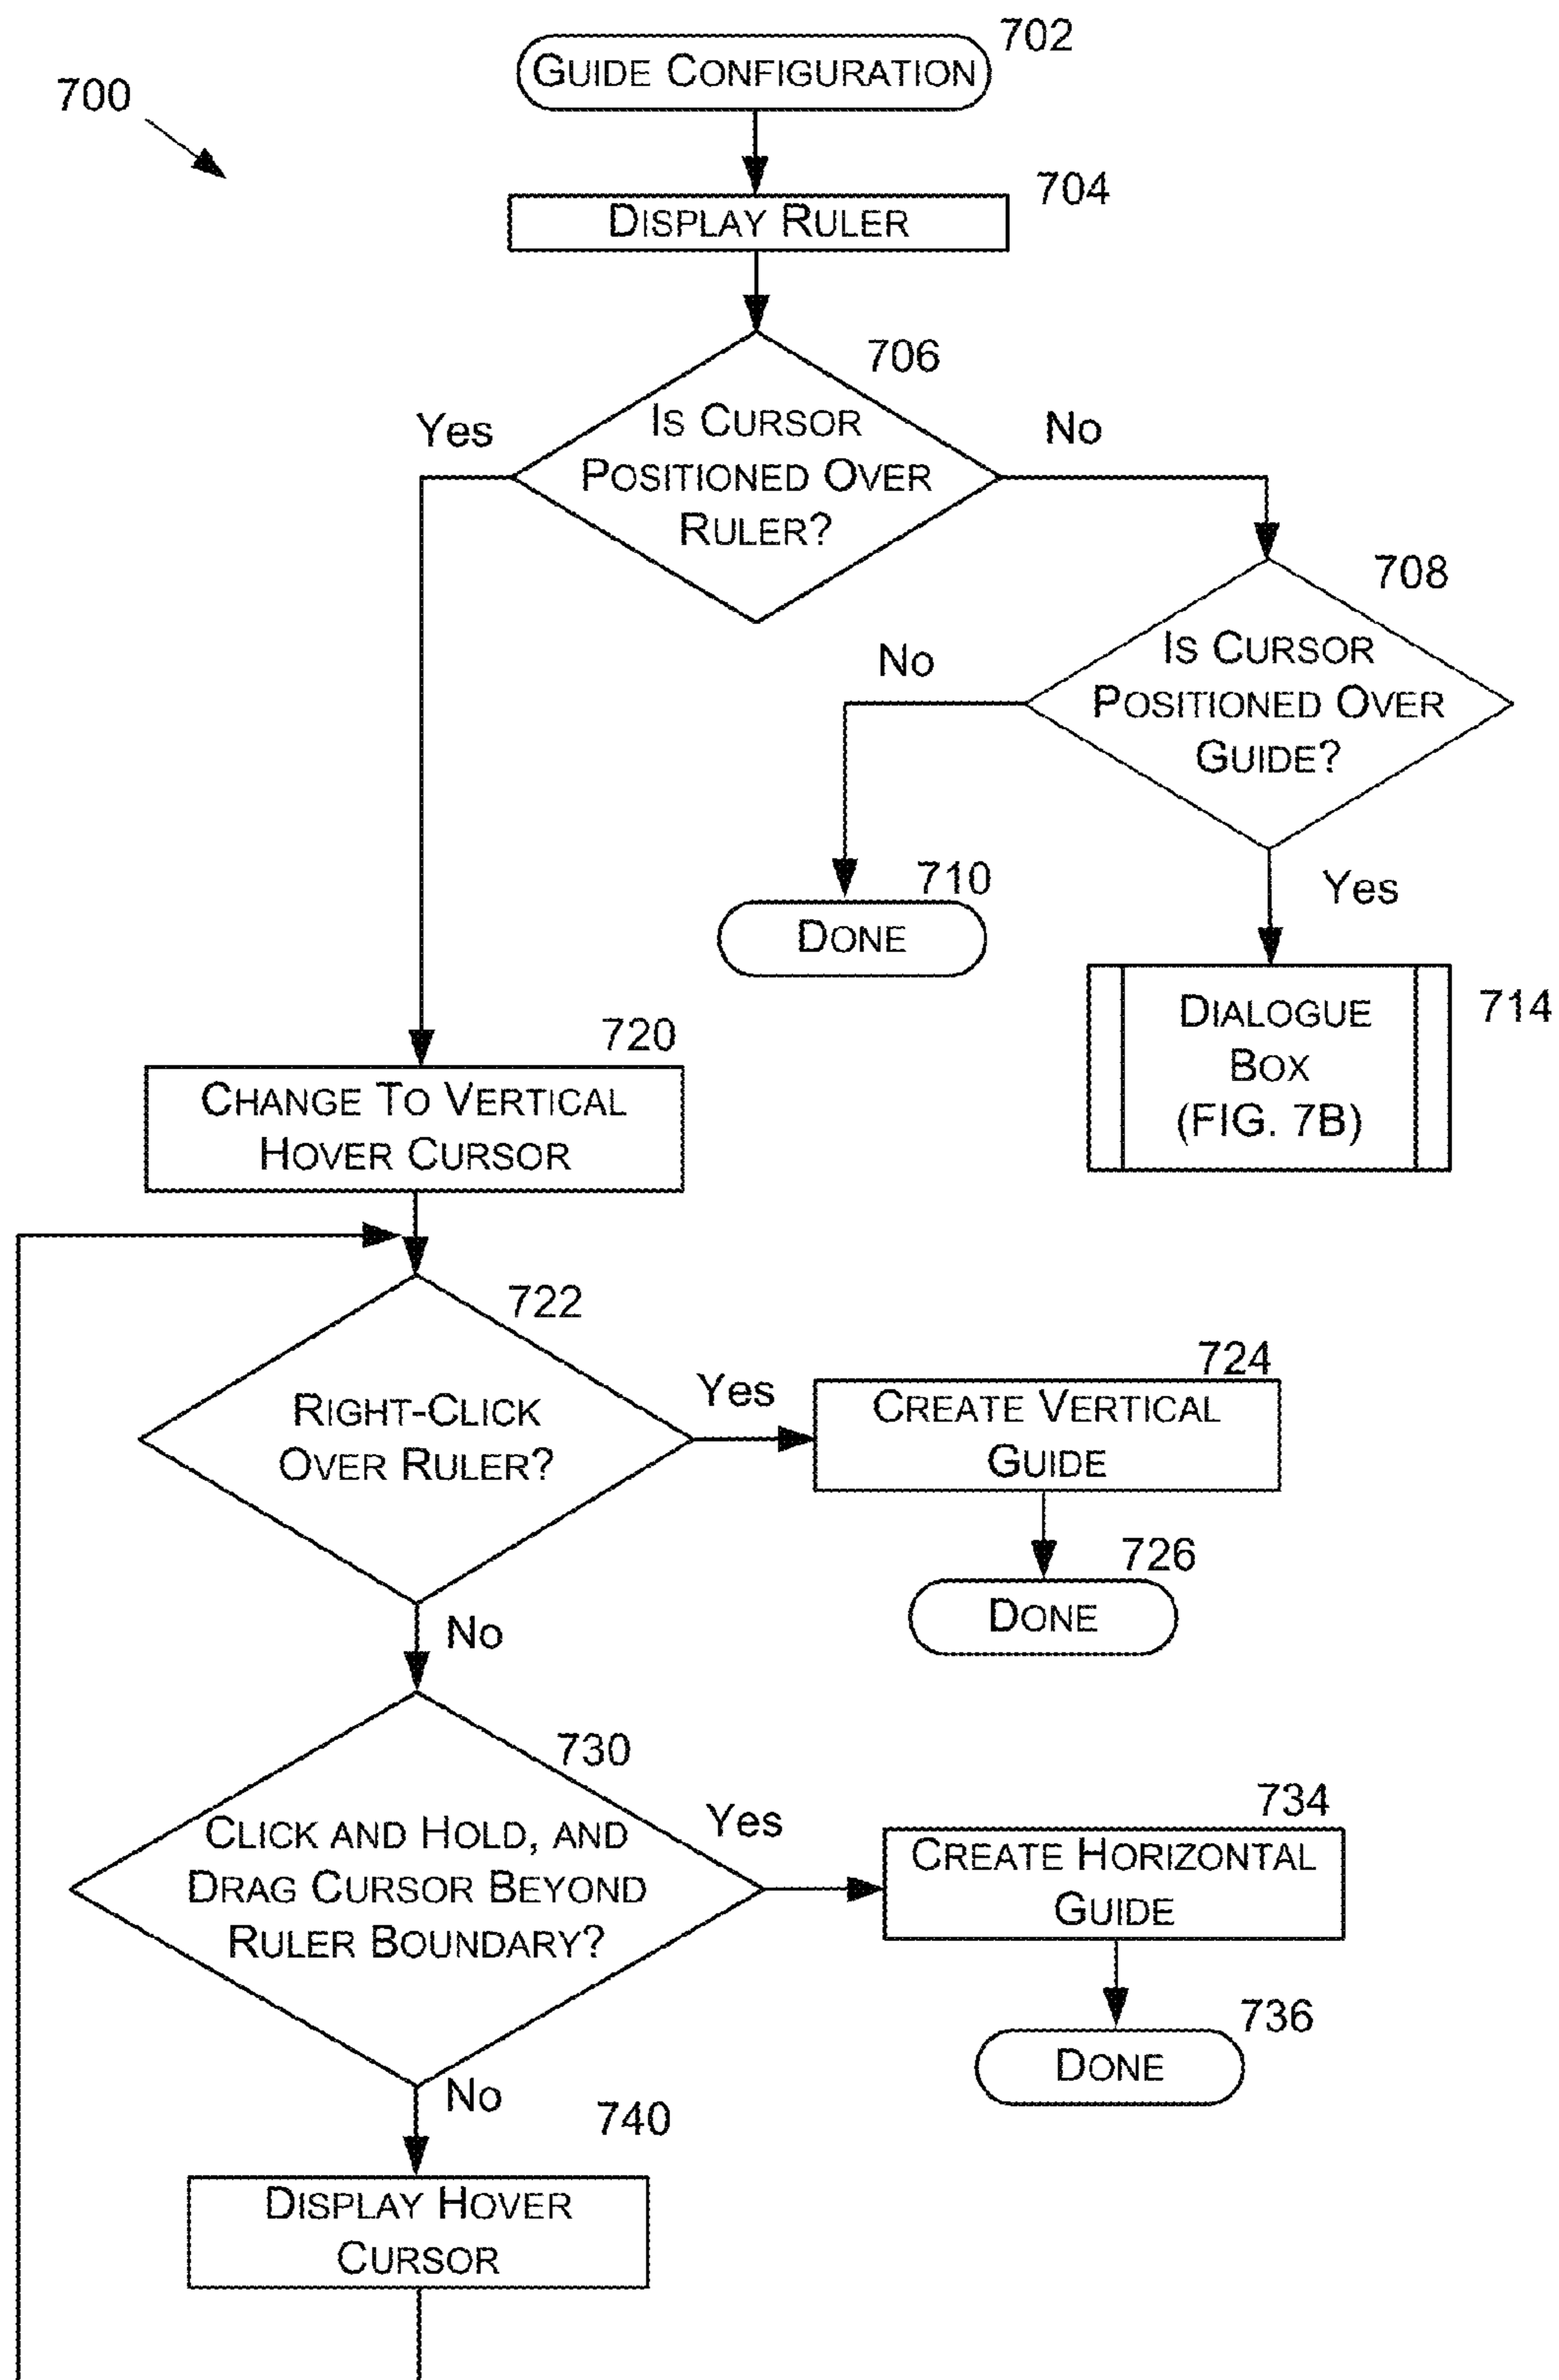 702
GUIDE CONFIGURATION
700
704
DISPLAY RULER
706
Yes
IS CURSOR
POSITIONED OVER
RULER?
No
708
No
IS CURSOR
POSITIONED OVER
GUIDE?
710
DONE
Yes
714
DIALOGUE
BOX
(FIG. 7B)
720
CHANGE TO VERTICAL
HOVER CURSOR
722
RIGHT-CLICK
OVER RULER?
Yes
724
CREATE VERTICAL
GUIDE
726
DONE
No
730
CLICK AND HOLD, AND
DRAG CURSOR BEYOND
RULER BOUNDARY?
Yes
734
CREATE HORIZONTAL
GUIDE
736
DONE
No
740
DISPLAY HOVER
CURSOR